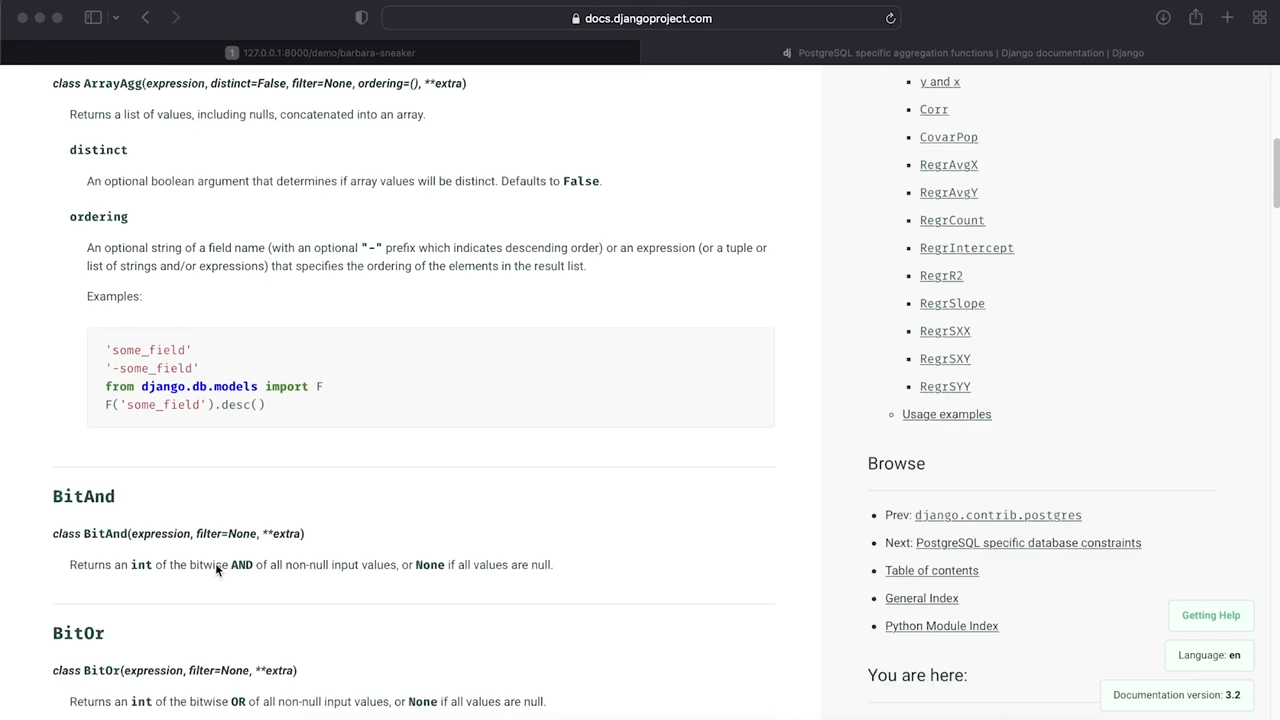 docs.djangoproject.com
1 127.0.0.1:8000/demo/barbara-sneaker
dj PostgreSQL specific aggregation functions | Django documentation | Django
class ArrayAgg(expression, distinct=False, filter=None, ordering=(), **extra)
Returns a list of values, including nulls, concatenated into an array.
distinct
An optional boolean argument that determines if array values will be distinct. Defaults to False.
ordering
An optional string of a field name (with an optional "-" prefix which indicates descending order) or an expression (or a tuple or
list of strings and/or expressions) that specifies the ordering of the elements in the result list.
Examples:
'some_field'
'-some_field'
from django.db.models import F
F('some_field').desc()
BitAnd
class BitAnd(expression, filter=None, **extra)
Returns an int of the bitwise AND of all non-null input values, or None if all values are null.
BitOr
class BitOr(expression, filter=None, **extra)
Returns an int of the bitwise OR of all non-null input values, or None if all values are null.
y and x
Corr
CovarPop
RegrAvgX
RegrAvgY
RegrCount
RegrIntercept
RegrR2
RegrSlope
RegrSXX
RegrSXY
RegrSYY
Usage examples
Browse
Prev: django.contrib.postgres
Next: PostgreSQL specific database constraints
Table of contents
General Index
Python Module Index
You are here:
Getting Help
Language: en
Documentation version: 3.2